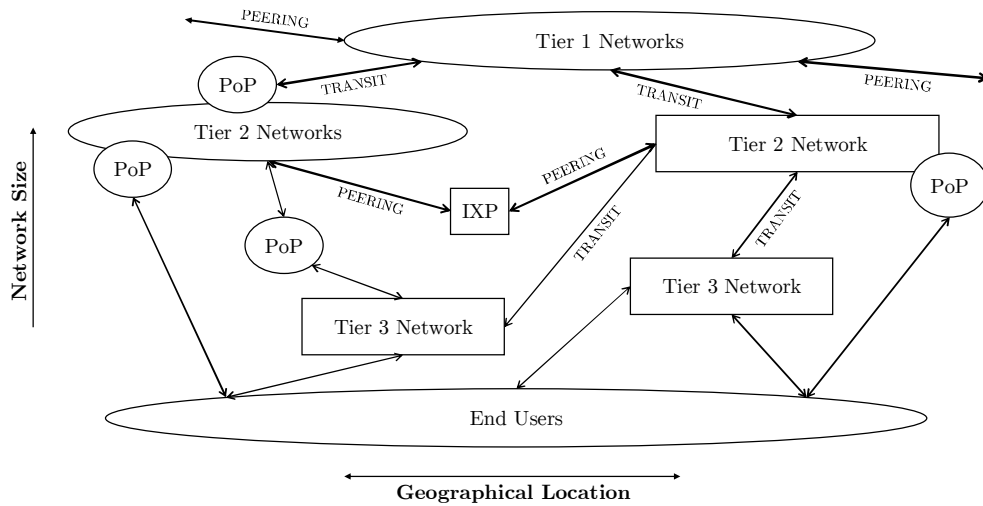 PEERING
Tier 1 Networks
PoP
TRANSIT
TRANSIT
PEERING
Tier 2 Networks
Tier 2 Network
PoP
PEERING
PEERING
IXP
PoP
Network Size
PoP
TRANSIT
TRANSIT
Tier 3 Network
Tier 3 Network
End Users
Geographical Location